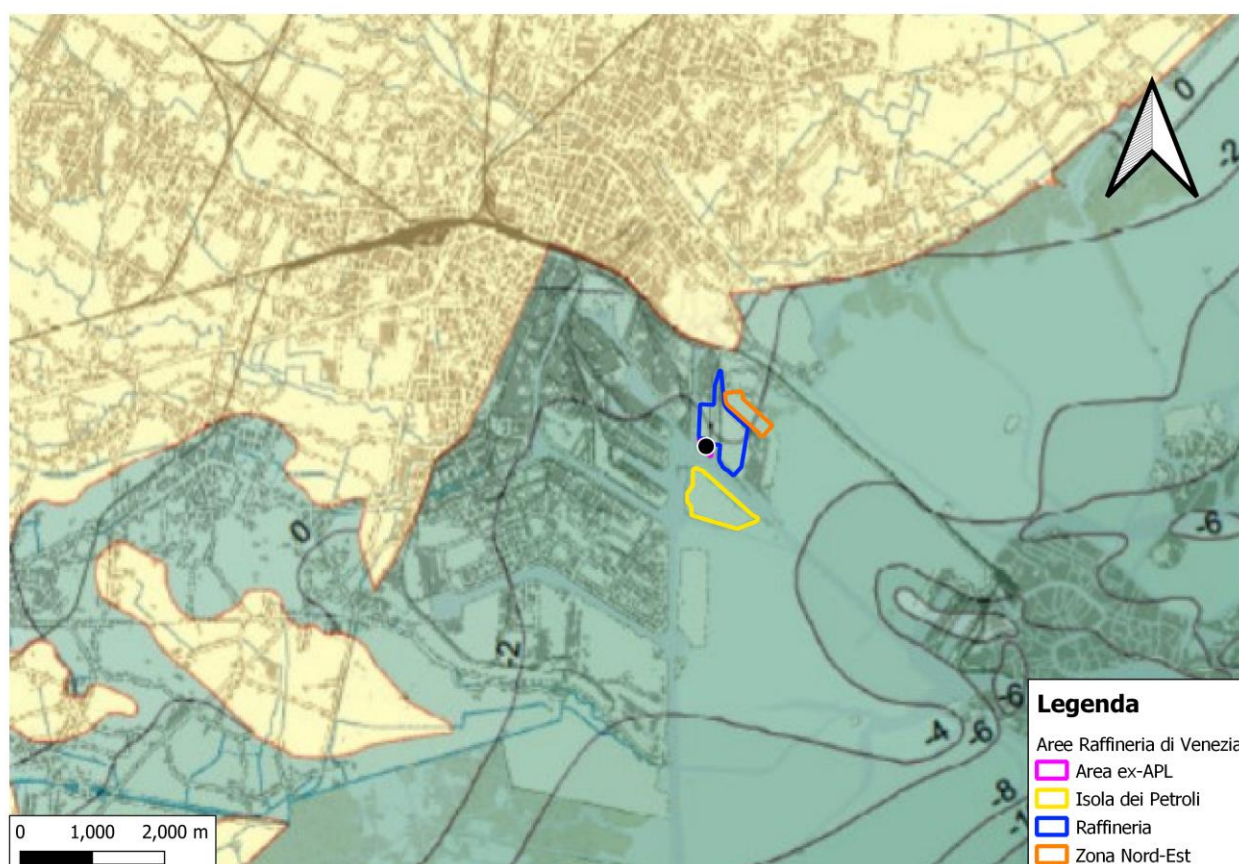 0
-2
0
-6
-2
-6
-4
-6
-8
Legenda
Aree Raffineria di Venezia
Area ex-APL
Isola dei Petroli
Raffineria
Zona Nord-Est
0 1,000 2,000 m